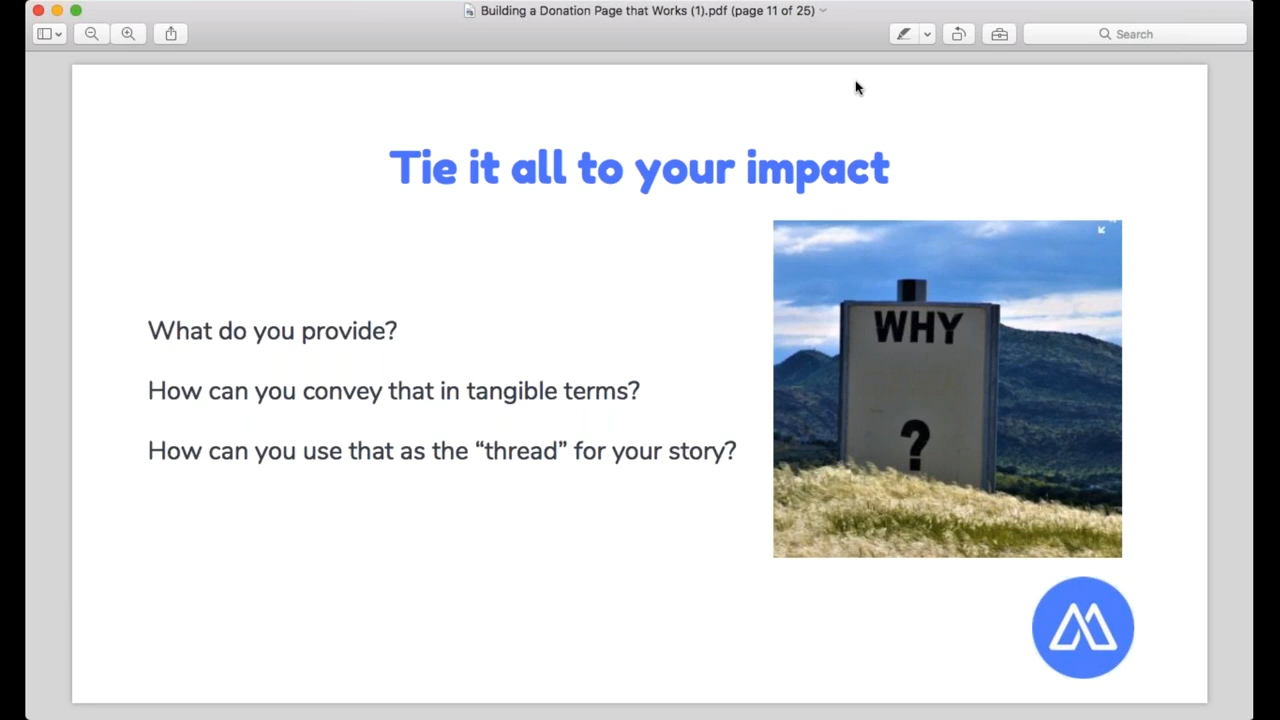 Building a Donation Page that Works (1).pdf (page 11 of 25)
Search
Tie it all to your impact
What do you provide?
How can you convey that in tangible terms?
How can you use that as the “thread” for your story?
WHY
?